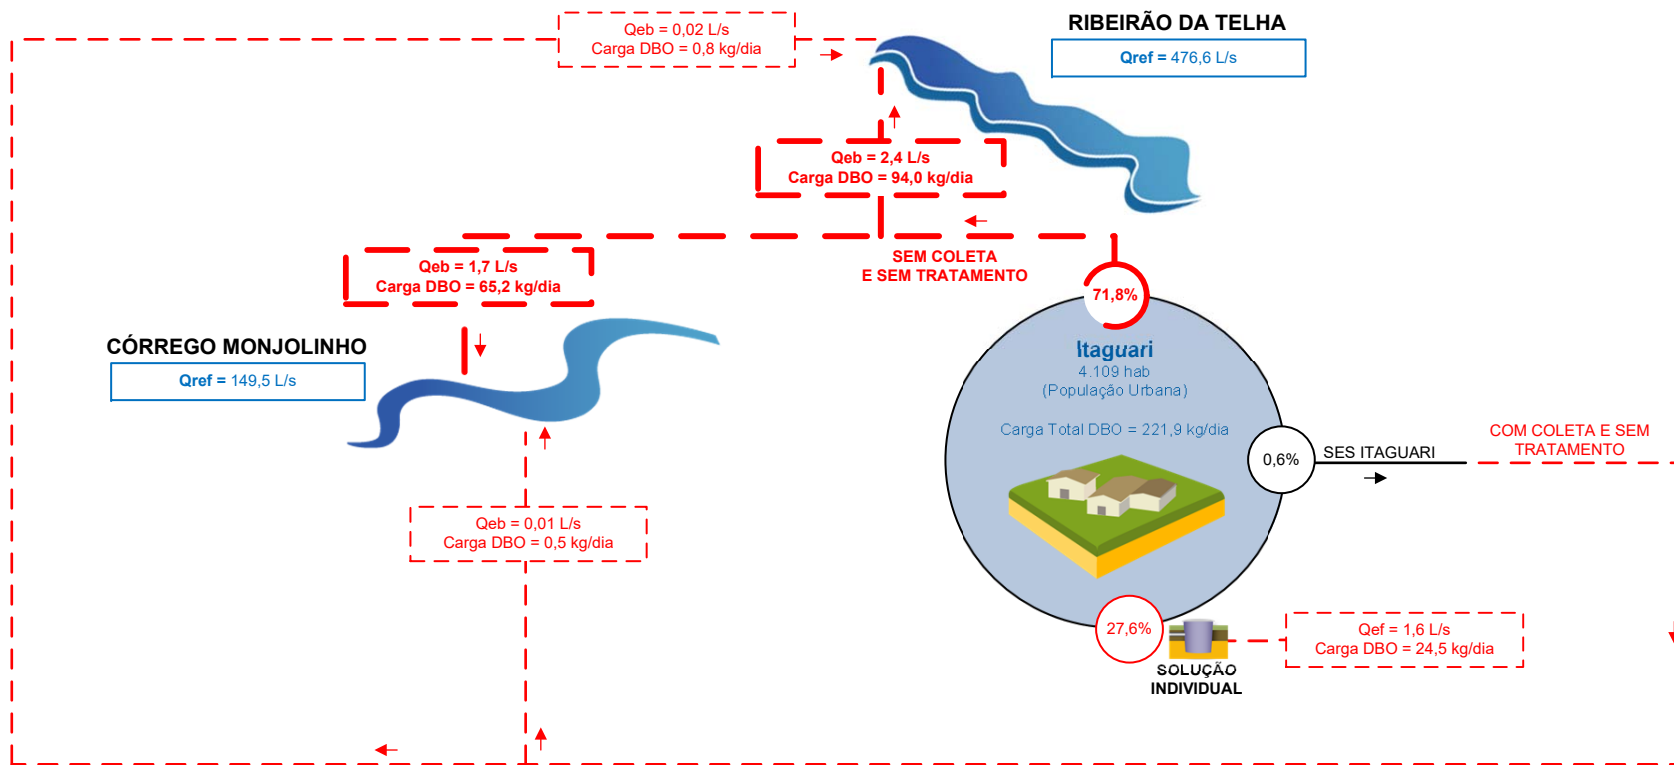 Qeb = 0,02 L/s
Carga DBO = 0,8 kg/dia
RIBEIRÃO DA TELHA
Qref = 476,6 L/s
Qeb = 2,4 L/s
Carga DBO = 94,0 kg/dia
SEM COLETA
E SEM TRATAMENTO
Qeb = 1,7 L/s
Carga DBO = 65,2 kg/dia
CÓRREGO MONJOLINHO
Qref = 149,5 L/s
71,8%
Itaguari
4.109 hab
(População Urbana)
Carga Total DBO = 221,9 kg/dia
0,6%
SES ITAGUARI
COM COLETA E SEM
TRATAMENTO
Qeb = 0,01 L/s
Carga DBO = 0,5 kg/dia
27,6%
SOLUÇÃO
INDIVIDUAL
Qef = 1,6 L/s
Carga DBO = 24,5 kg/dia